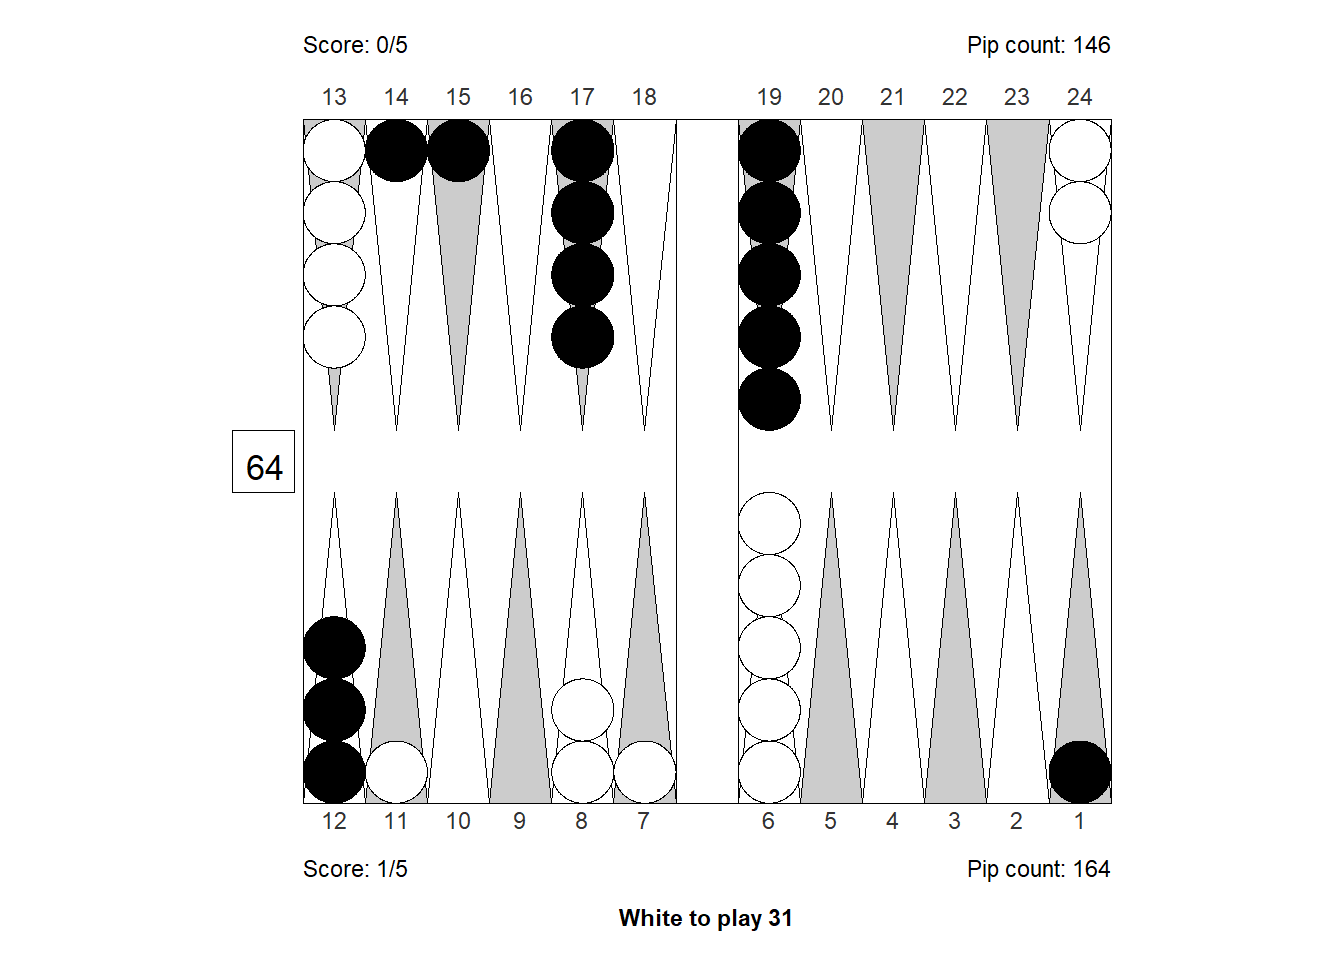 Score: 0/5 Pip count: 146
13 14 15 16 17 18 19 20 21 22 23 24
64
12 11 10 9 8 7 6 5 4 3 2 1
Score: 1/5 Pip count: 164
White to play 31